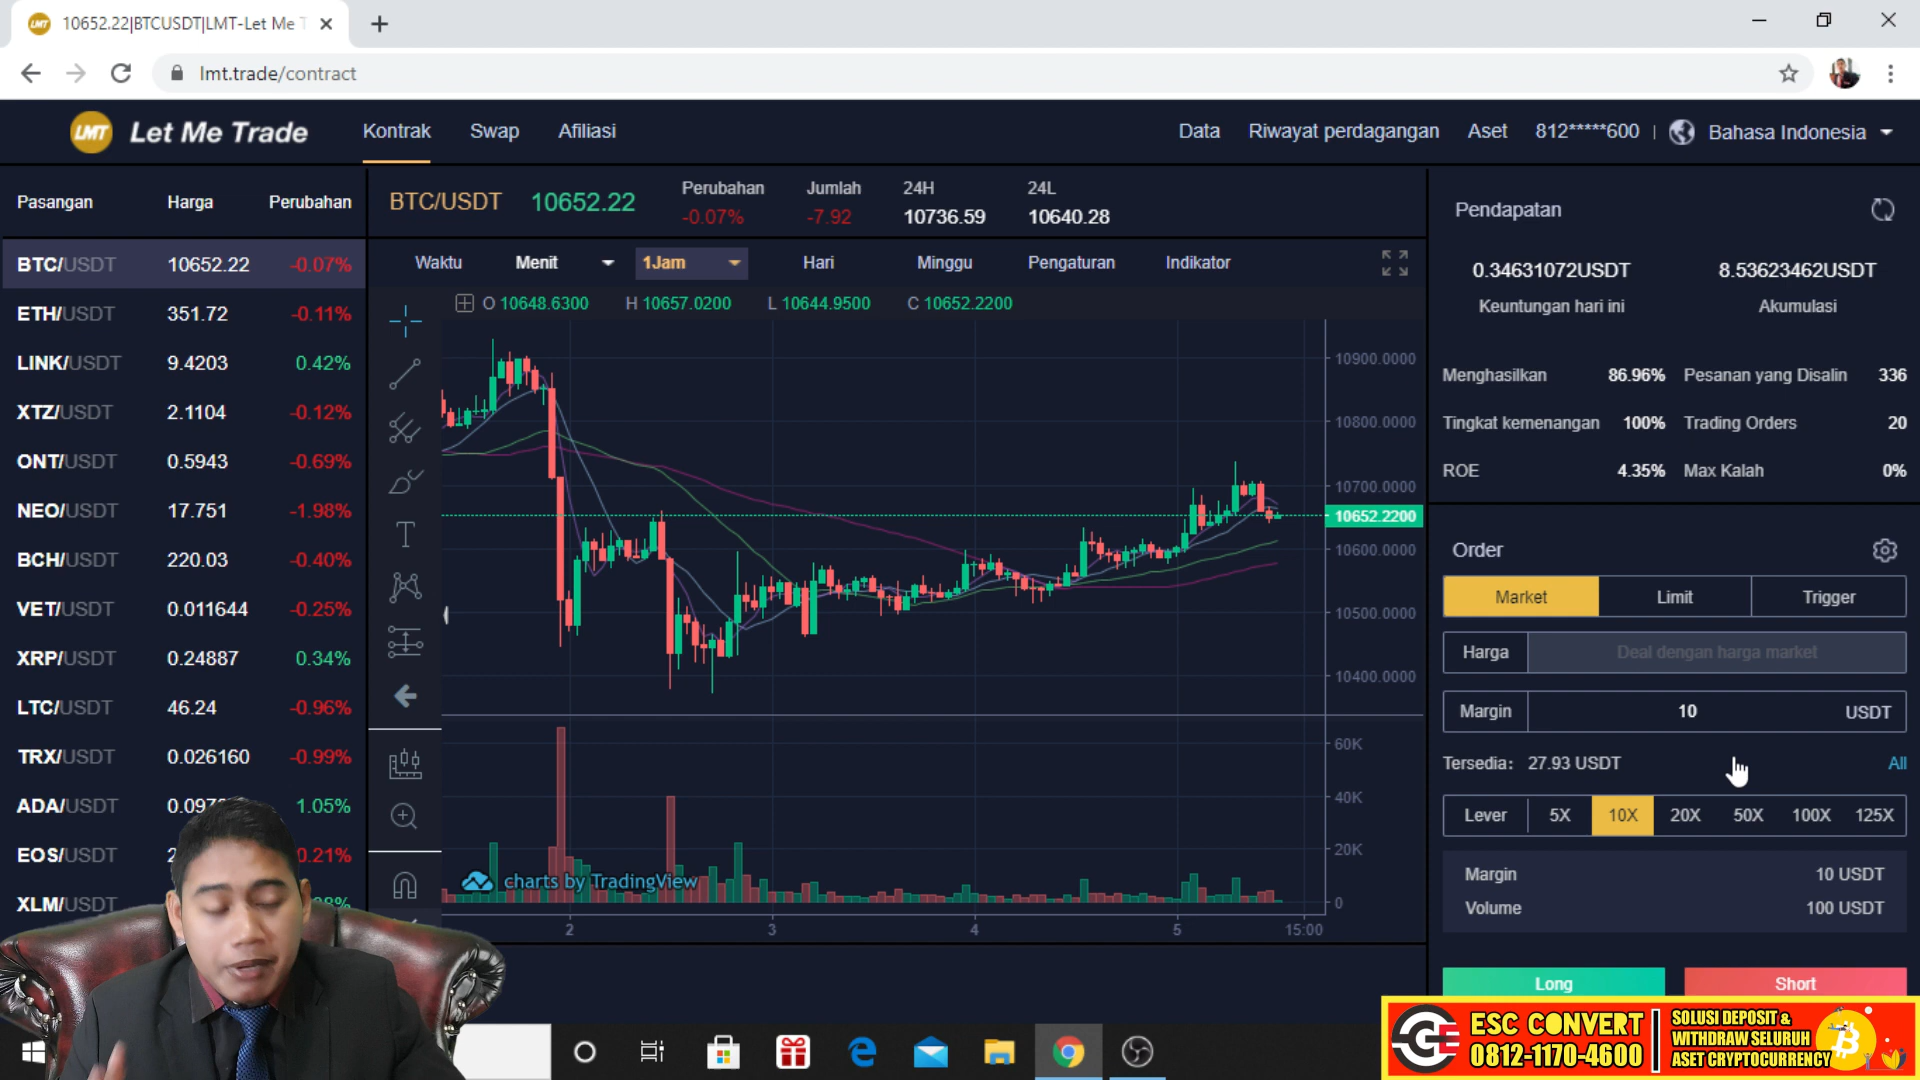 10652.22|BTCUSDT|LMT-Let Me T
lmt.trade/contract
LMT Let Me Trade Kontrak Swap Afiliasi Data Riwayat perdagangan Aset 812*****600 | Bahasa Indonesia
Pasangan Harga Perubahan
BTC/USDT 10652.22 -0.07%
ETH/USDT 351.72 -0.11%
LINK/USDT 9.4203 0.42%
XTZ/USDT 2.1104 -0.12%
ONT/USDT 0.5943 -0.69%
NEO/USDT 17.751 -1.98%
BCH/USDT 220.03 -0.40%
VET/USDT 0.011644 -0.25%
XRP/USDT 0.24887 0.34%
LTC/USDT 46.24 -0.96%
TRX/USDT 0.026160 -0.99%
ADA/USDT 1.05%
EOS/USDT 0.21%
XLM/USDT
BTC/USDT 10652.22
Perubahan Jumlah 24H 24L
-0.07% -7.92 10736.59 10640.28
Waktu Menit 1Jam Hari Minggu Pengaturan Indikator
O 10648.6300 H 10657.0200 L 10644.9500 C 10652.2200
10900.0000
10800.0000
10700.0000
10652.2200
10600.0000
10500.0000
10400.0000
60K
40K
20K
0
charts by TradingView
2 3 4 5 15:00
Pendapatan
0.34631072USDT 8.53623462USDT
Keuntungan hari ini Akumulasi
Menghasilkan 86.96% Pesanan yang Disalin 336
Tingkat kemenangan 100% Trading Orders 20
ROE 4.35% Max Kalah 0%
Order
Market Limit Trigger
Harga Deal dengan harga market
Margin 10 USDT
Tersedia: 27.93 USDT All
Lever 5X 10X 20X 50X 100X 125X
Margin 10 USDT
Volume 100 USDT
Long Short
ESC CONVERT
0812-1170-4600
SOLUSI DEPOSIT &
WITHDRAW SELURUH
ASET CRYPTOCURRENCY